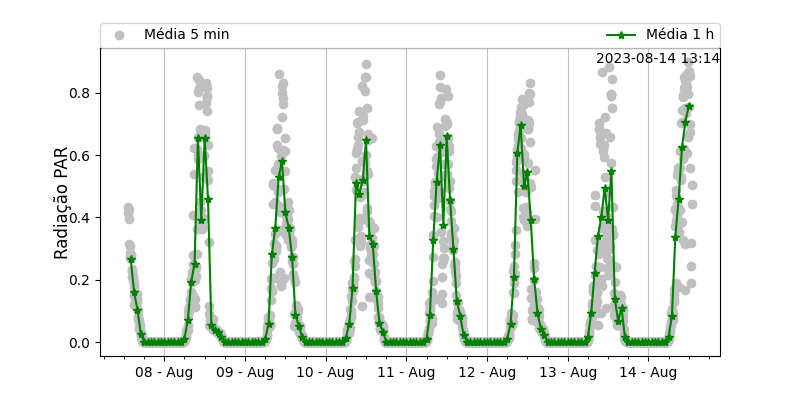 Média 5 min
Média 1 h
2023-08-14 13:14
Radiação PAR
0.8
0.6
0.4
0.2
0.0
08 - Aug
09 - Aug
10 - Aug
11 - Aug
12 - Aug
13 - Aug
14 - Aug